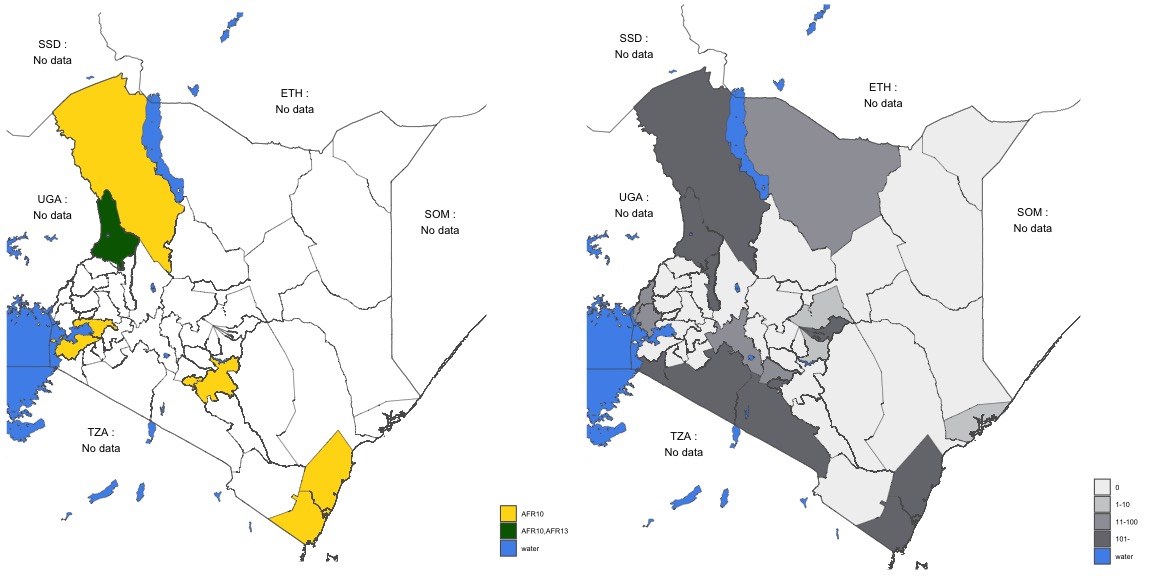 SSD :
No data
ETH :
No data
UGA :
No data
SOM :
No data
TZA :
No data
AFR10
AFR10,AFR13
water
SSD :
No data
ETH :
No data
UGA :
No data
SOM :
No data
TZA :
No data
0
1-10
11-100
101-
water